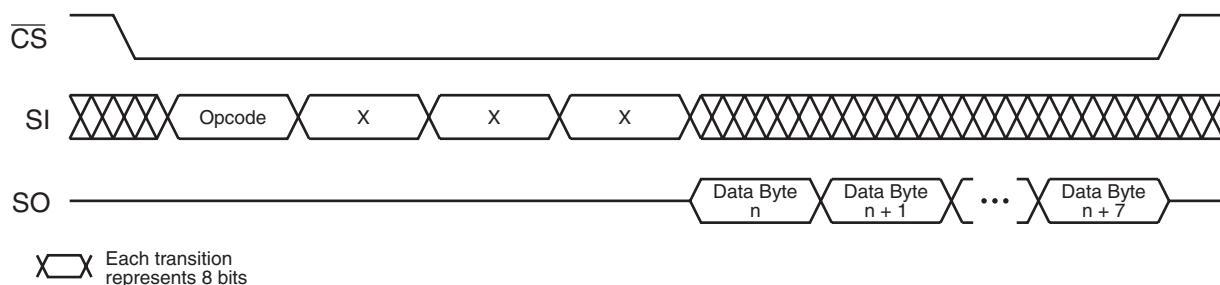 CS
SI
Opcode
X
X
X
SO
Data Byte
n
Data Byte
n + 1
•••
Data Byte
n + 7
Each transition
represents 8 bits